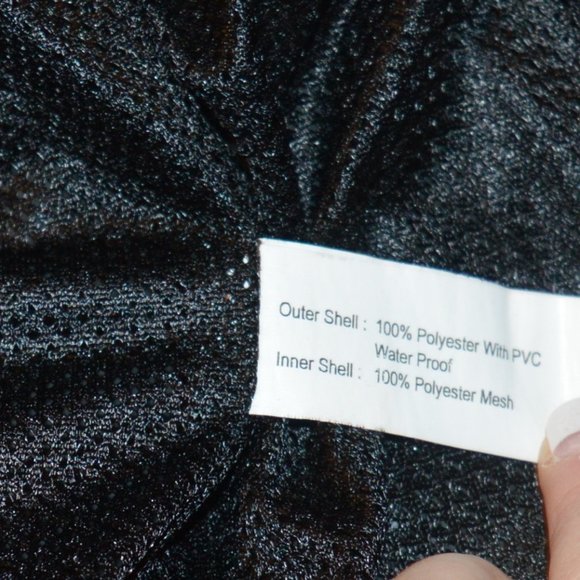 Outer Shell : 100% Polyester With PVC
Water Proof
Inner Shell : 100% Polyester Mesh